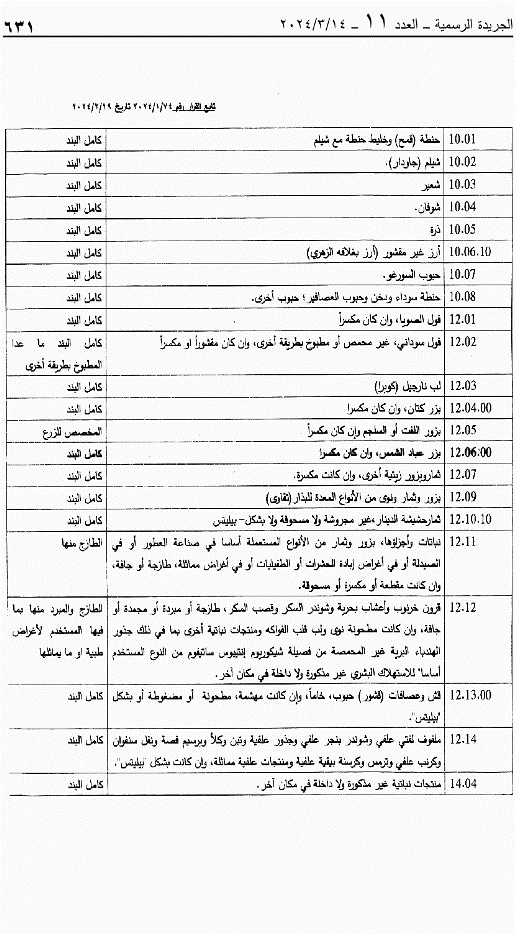 الجريدة الرسمية – العدد ١١ – ٢٠٢٤/٣/١٤ ٦٣١
تابع القرار رقم ٢٠٢٤/١/٧٤ تاريخ ٢٠٢٤/٢/٢٩
10.01 حنطة (قمح) وخليط حنطة مع شيلم كامل البند
10.02 شيلم (جاودار). كامل البند
10.03 شعير كامل البند
10.04 شوفان. كامل البند
10.05 ذرة كامل البند
10.06.10 أرز غير مقشور (أرز بغلافه الزهري) كامل البند
10.07 حبوب السورغو. كامل البند
10.08 حنطة سوداء ودخن وحبوب العصافير؛ حبوب أخرى. كامل البند
12.01 فول الصويا، وان كان مكسراً كامل البند
12.02 فول سوداني، غير محمص أو مطبوخ بطريقة أخرى، وان كان مقشوراً او مكسراً كامل البند ما عدا
المطبوخ بطريقة أخرى
12.03 لب نارجيل (كوبرا) كامل البند
12.04.00 بزر كتان، وان كان مكسرا كامل البند
12.05 بزور اللفت أو السلجم وإن كان مكسراً المخصص للزرع
12.06:00 بزر عباد الشمس، وان كان مكسرا كامل البند
12.07 ثماروبزور زيتية أخرى، وان كانت مكسرة. كامل البند
12.09 بزور وثمار ونوى من الأنواع المعدة للبذار (تقاوى) كامل البند
12.10.10 ثمارحشيشة الدينار،غير مجروشة ولا مسحوقة ولا بشكل- بيليتس كامل البند
12.11 نباتات وأجزاؤها، بزور وثمار من الأنواع المستعملة أساسا في صناعة العطور أو في الطازج منها
الصيدلة أو في أغراض إبادة للحشرات أو الطفيليات أو في أغراض مماثلة، طازجة أو جافة،
وان كانت مقطعة أو مكسرة أو مسحوقة.
12.12 قرون خرنوب وأعشاب بحرية وشوندر السكر وقصب السكر، طازجة أو مبردة أو مجمدة أو الطازج والمبرد منها بما
جافة، وإن كانت مطحونة نوى ولب قلب الفواكه ومنتجات نباتية أخرى بما في ذلك جذور فيها المستخدم لأغراض
الهندباء البرية غير المحمصة من فصيلة شيكوريوم إنتيبوس ساتيفوم من النوع المستخدم طبية او ما يماثلها
أساسا" للاستهلاك البشري غير مذكورة ولا داخلة في مكان آخر.
12.13.00 قش وعصافات (قشور) حبوب، خاماً، وإن كانت مهشمة، مطحونة أو مضغوطة أو بشكل كامل البند
"بيليتس".
12.14 ملفوف لفتي علفي وشوندر بنجر علفي وجذور علفية وتبن وكلأ وبرسيم فصة ونفل سنفوان كامل البند
وكرنب علفي وترمس وكرسنة بيقية علفية ومنتجات علفية مماثلة، وإن كانت بشكل "بيليتس".
14.04 منتجات نباتية غير مذكورة ولا داخلة في مكان آخر. كامل البند